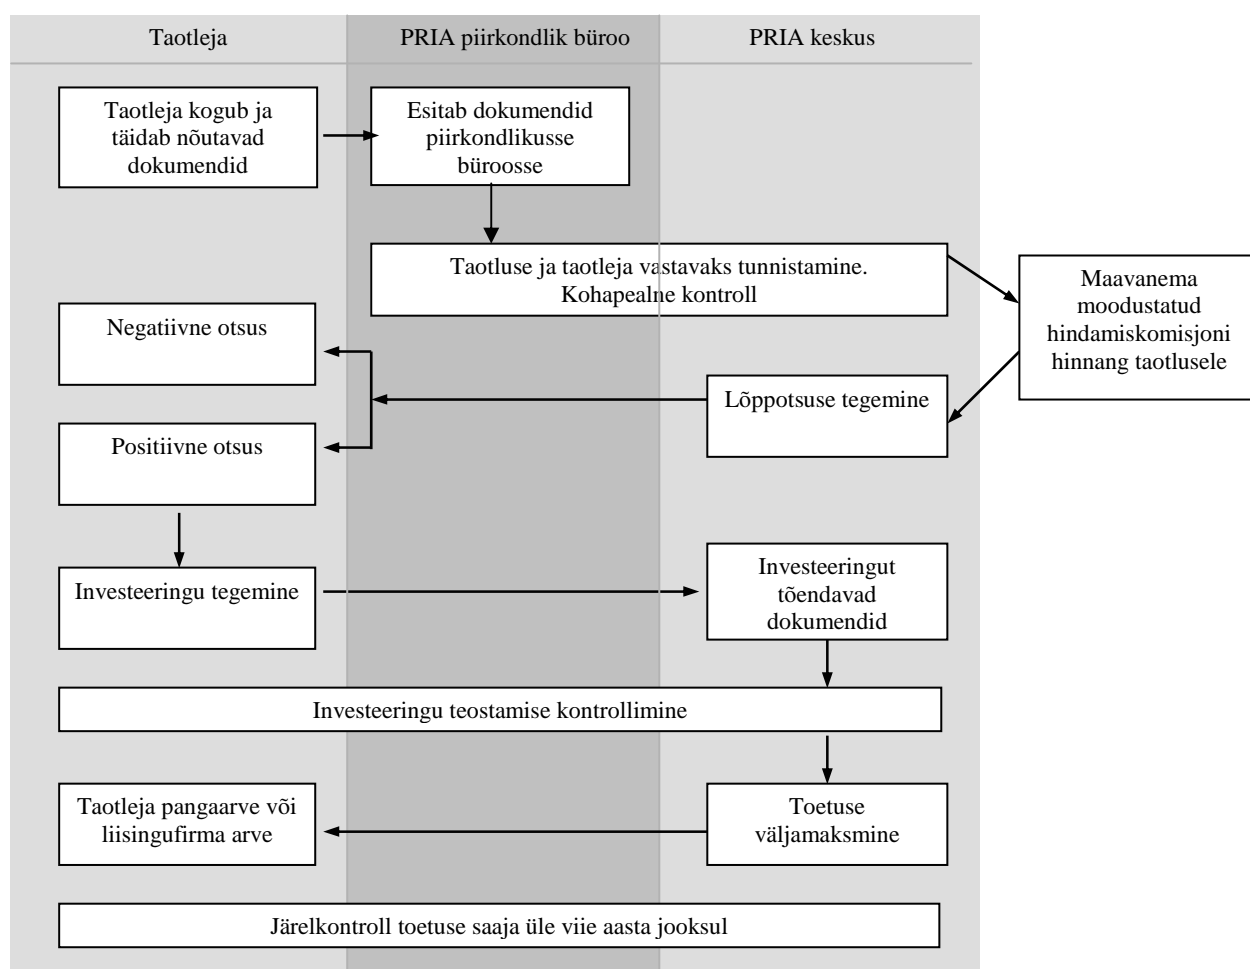 Taotleja
PRIA piirkondlik büroo
PRIA keskus
Taotleja kogub ja
täidab nõutavad
dokumendid
Esitab dokumendid
piirkondlikusse
büroosse
Taotluse ja taotleja vastavaks tunnistamine.
Kohapealne kontroll
Maavanema
moodustatud
hindamiskomisjoni
hinnang taotlusele
Negatiivne otsus
Lõppotsuse tegemine
Positiivne otsus
Investeeringu tegemine
Investeeringut
tõendavad
dokumendid
Investeeringu teostamise kontrollimine
Taotleja pangaarve või
liisingufirma arve
Toetuse
väljamaksmine
Järelkontroll toetuse saaja üle viie aasta jooksul